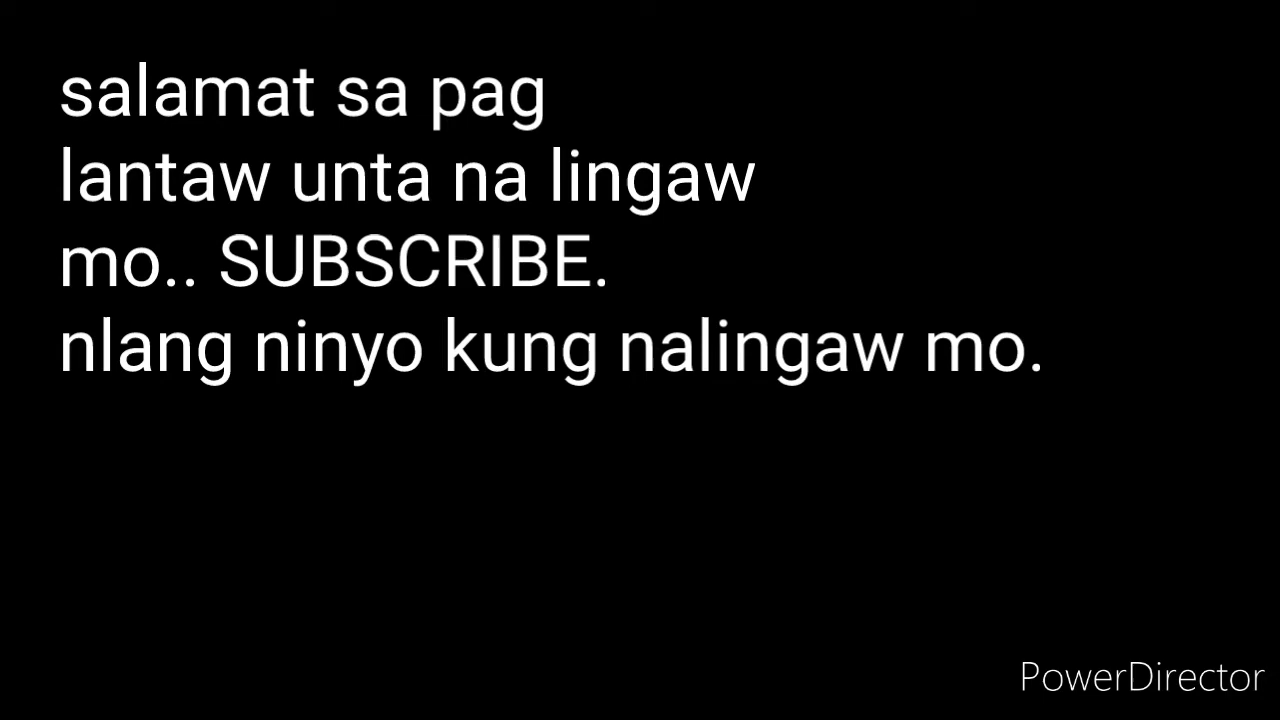 salamat sa pag
lantaw unta na lingaw
mo.. SUBSCRIBE.
nlang ninyo kung nalingaw mo.
PowerDirector